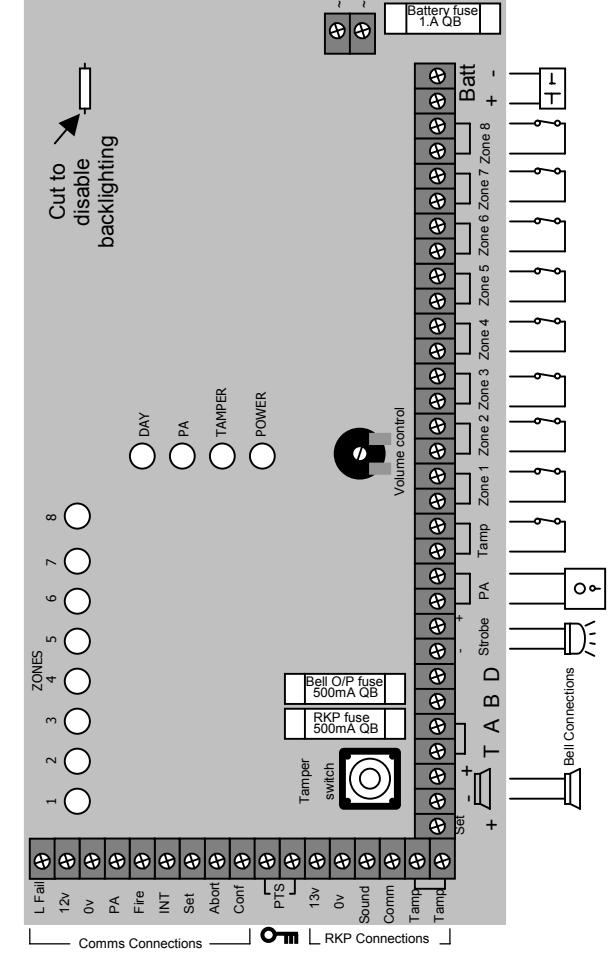 ~ ~
Battery fuse
1.A QB
Cut to
disable
backlighting
Batt
- +
Zone 8
Zone 7
Zone 6
Zone 5
Zone 4
Zone 3
Zone 2
Zone 1
Tamp
PA
+ -
Strobe
D
B
A
T
+ -
Set
+
Bell Connections
DAY
PA
TAMPER
POWER
Volume control
ZONES
1 2 3 4 5 6 7 8
Bell O/P fuse
500mA QB
RKP fuse
500mA QB
Tamper
switch
L Fail
12v
0v
PA
Fire
INT
Set
Abort
Conf
PTS
13v
0v
Sound
Comm
Tamp
Tamp
Comms Connections
RKP Connections